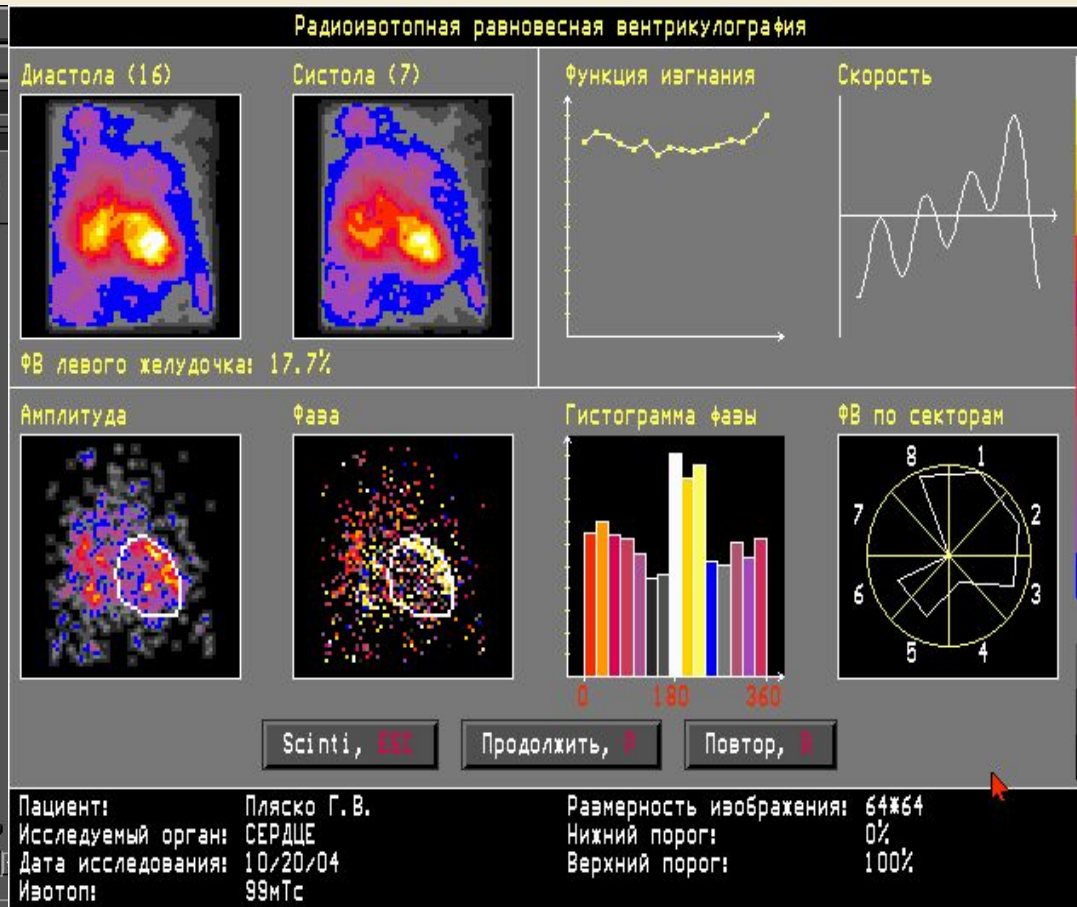 Радиоизотопная равновесная вентрикулография
Диастола (16)
Систола (7)
Функция изгнания
Скорость
ФВ левого желудочка: 17.7%
Амплитуда
Фаза
Гистограмма фазы
ФВ по секторам
8 1
7 2
6 3
5 4
0 180 360
Scinti, ESC
Продолжить, P
Повтор, R
Пациент: Пляско Г.В.
Исследуемый орган: СЕРДЦЕ
Дата исследования: 10/20/04
Изотоп: 99мТс
Размерность изображения: 64*64
Нижний порог: 0%
Верхний порог: 100%